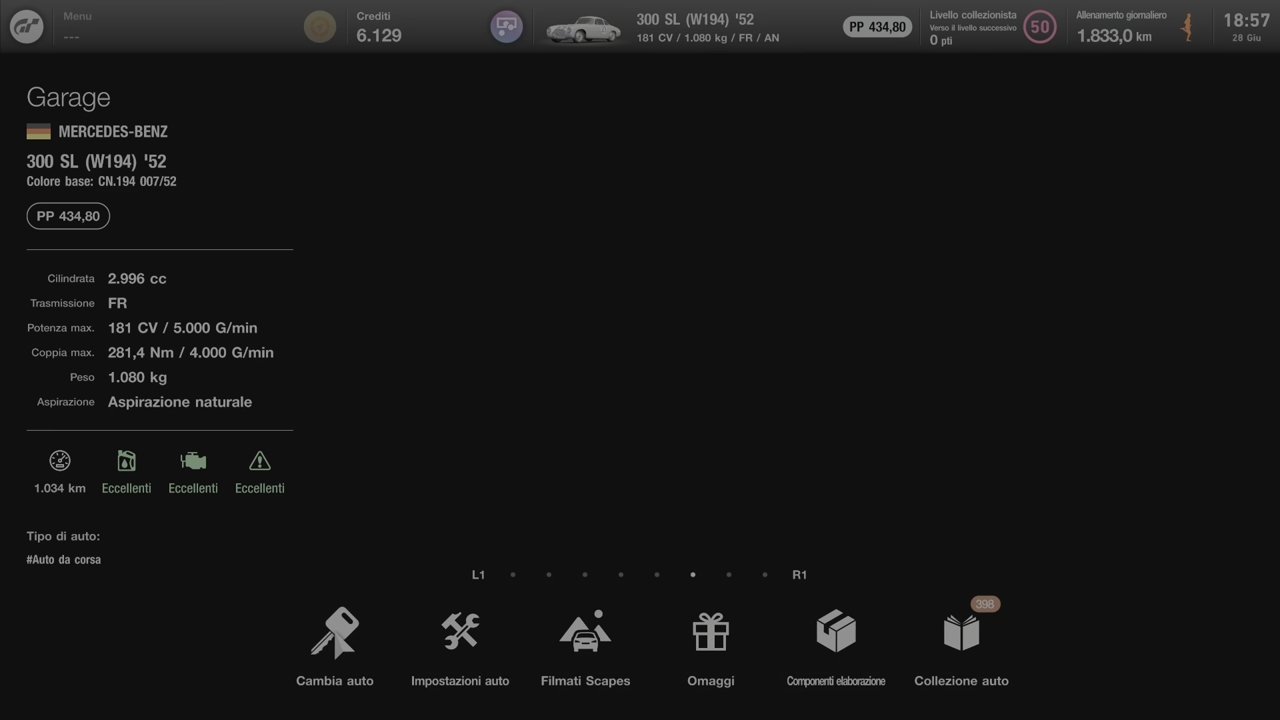 Menu
---
Crediti
6.129
300 SL (W194) '52
181 CV / 1.080 kg / FR / AN
PP 434,80
Livello collezionista
Verso il livello successivo
0 pti
50
Allenamento giornaliero
1.833,0 km
18:57
28 Giu
Garage
MERCEDES-BENZ
300 SL (W194) '52
Colore base: CN.194 007/52
PP 434,80
Cilindrata 2.996 cc
Trasmissione FR
Potenza max. 181 CV / 5.000 G/min
Coppia max. 281,4 Nm / 4.000 G/min
Peso 1.080 kg
Aspirazione Aspirazione naturale
1.034 km Eccellenti Eccellenti Eccellenti
Tipo di auto:
#Auto da corsa
L1 R1
398
Cambia auto Impostazioni auto Filmati Scapes Omaggi Componenti elaborazione Collezione auto